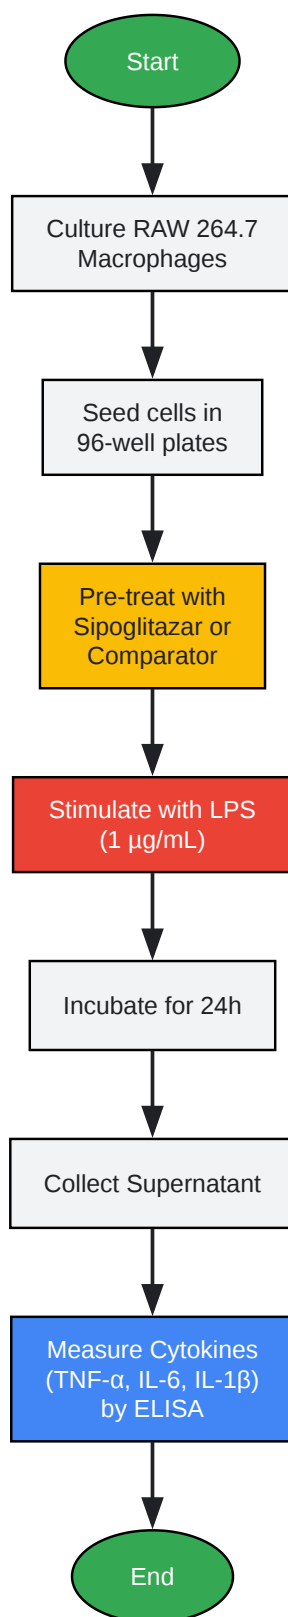 Start
Culture RAW 264.7
Macrophages
Seed cells in
96-well plates
Pre-treat with
Sipoglitazar or
Comparator
Stimulate with LPS
(1 µg/mL)
Incubate for 24h
Collect Supernatant
Measure Cytokines
(TNF-α, IL-6, IL-1β)
by ELISA
End